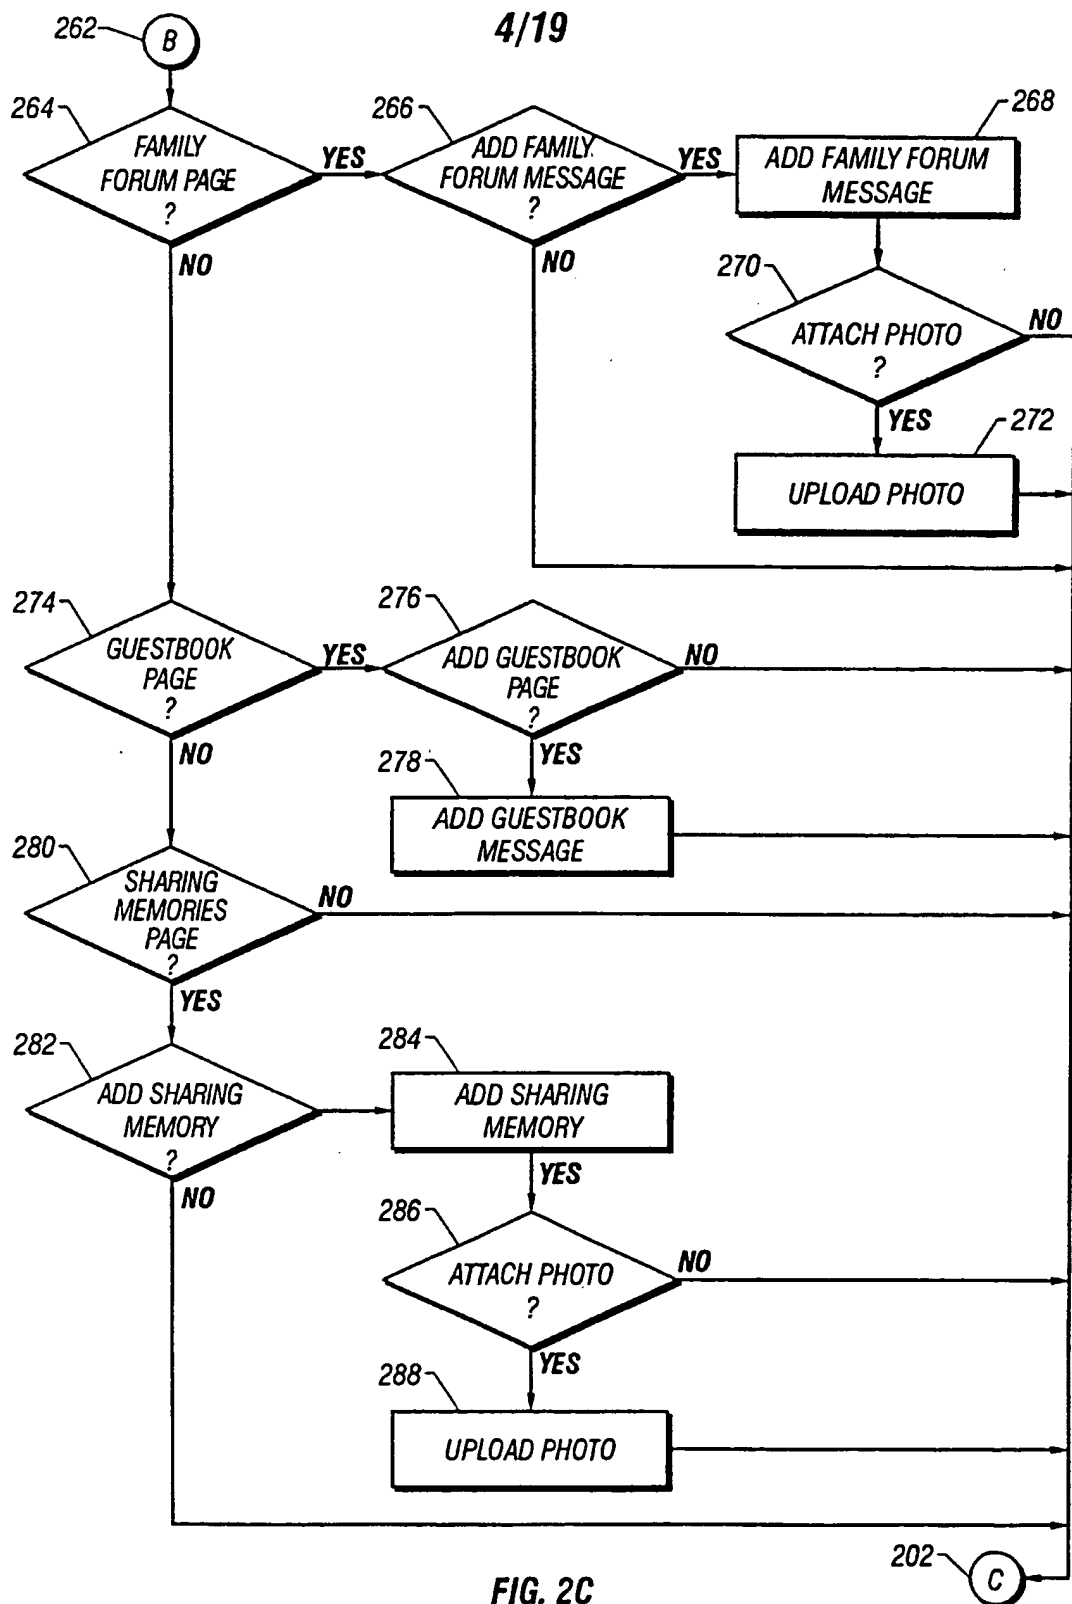 4/19
262
B
264
FAMILY
FORUM PAGE
?
YES
NO
266
ADD FAMILY
FORUM MESSAGE
?
YES
NO
268
ADD FAMILY FORUM
MESSAGE
270
ATTACH PHOTO
?
NO
YES
272
UPLOAD PHOTO
274
GUESTBOOK
PAGE
?
YES
NO
276
ADD GUESTBOOK
PAGE
?
NO
YES
278
ADD GUESTBOOK
MESSAGE
280
SHARING
MEMORIES
PAGE
?
NO
YES
282
ADD SHARING
MEMORY
?
NO
284
ADD SHARING
MEMORY
YES
286
ATTACH PHOTO
?
NO
YES
288
UPLOAD PHOTO
202
C
FIG. 2C